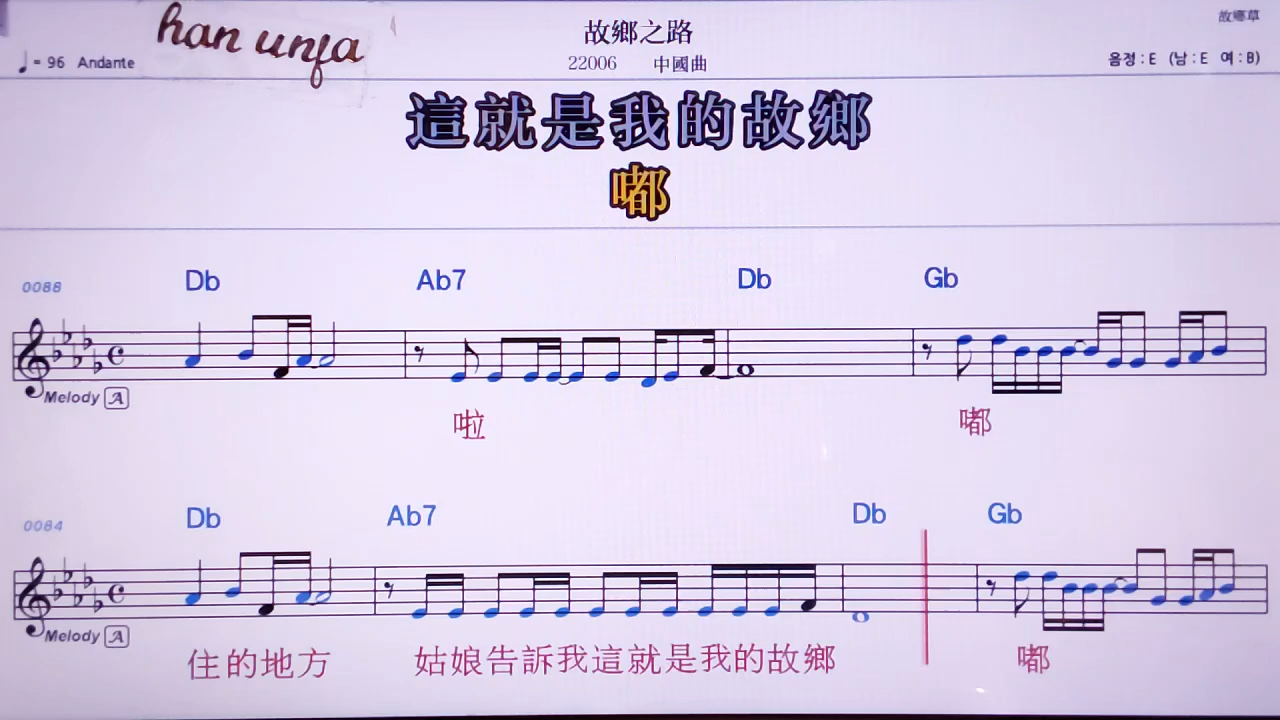 han unfa
故鄉之路
故鄉草
♩= 96 Andante
22006 中國曲
음정 : E (남 : E 여 : B)
這就是我的故鄉
嘟
0088
Db Ab7 Db Gb
Melody A
啦 嘟
0084
Db Ab7 Db Gb
Melody A
住的地方 姑娘告訴我這就是我的故鄉 嘟